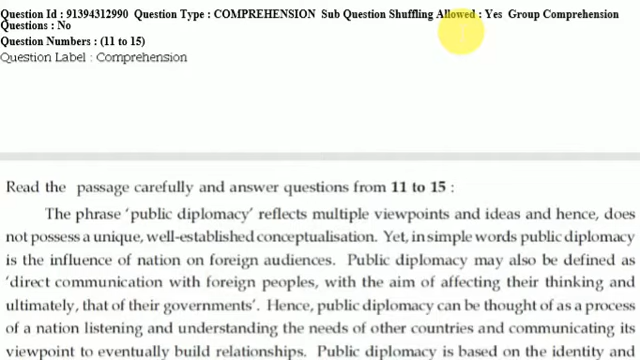 Question Id : 91394312990 Question Type : COMPREHENSION Sub Question Shuffling Allowed : Yes Group Comprehension
Questions : No
Question Numbers : (11 to 15)
Question Label : Comprehension
Read the passage carefully and answer questions from 11 to 15 :
The phrase 'public diplomacy' reflects multiple viewpoints and ideas and hence, does
not possess a unique, well-established conceptualisation. Yet, in simple words public diplomacy
is the influence of nation on foreign audiences. Public diplomacy may also be defined as
'direct communication with foreign peoples, with the aim of affecting their thinking and
ultimately, that of their governments'. Hence, public diplomacy can be thought of as a process
of a nation listening and understanding the needs of other countries and communicating its
viewpoint to eventually build relationships. Public diplomacy is based on the identity and